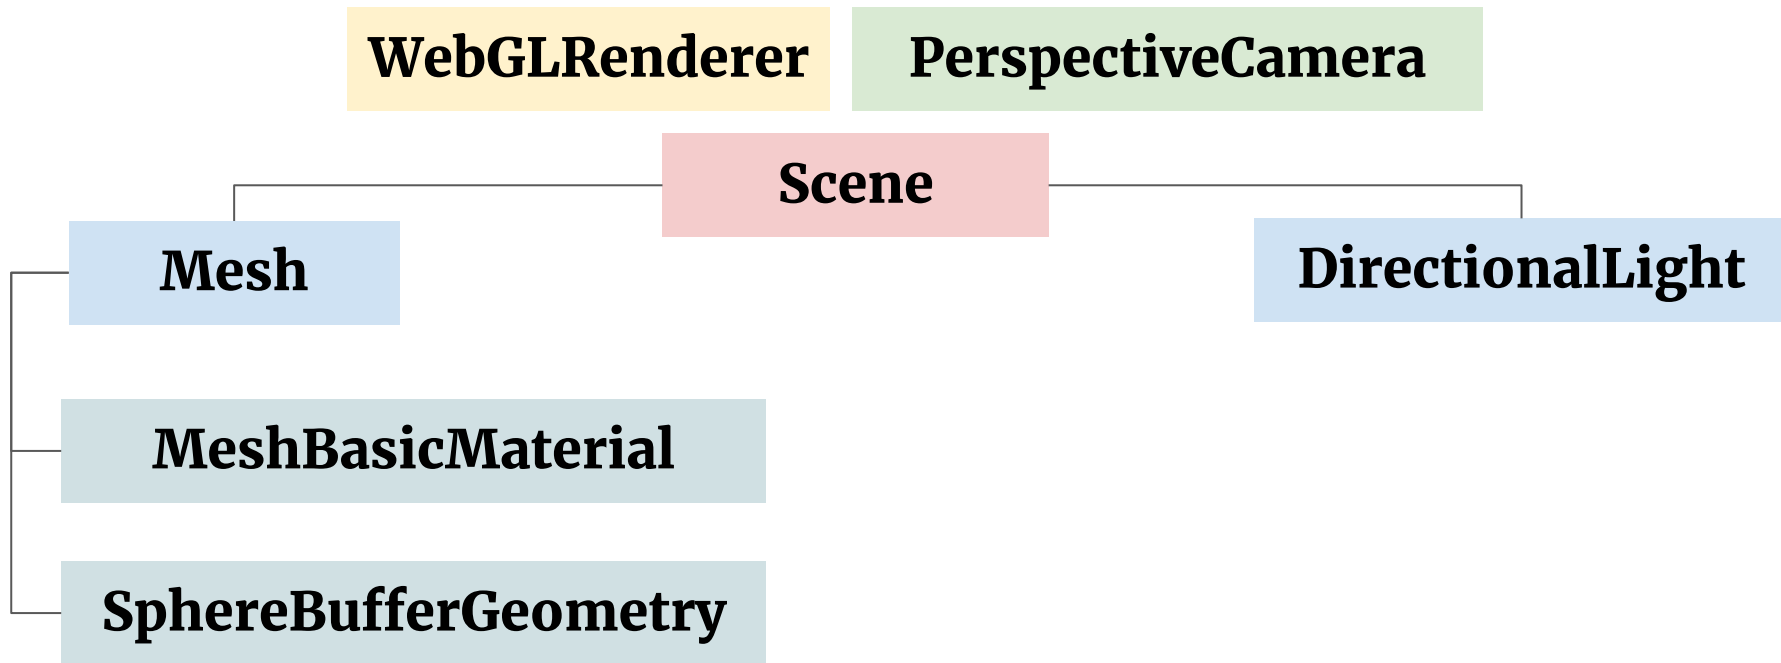 WebGLRenderer
PerspectiveCamera
Scene
Mesh
DirectionalLight
MeshBasicMaterial
SphereBufferGeometry